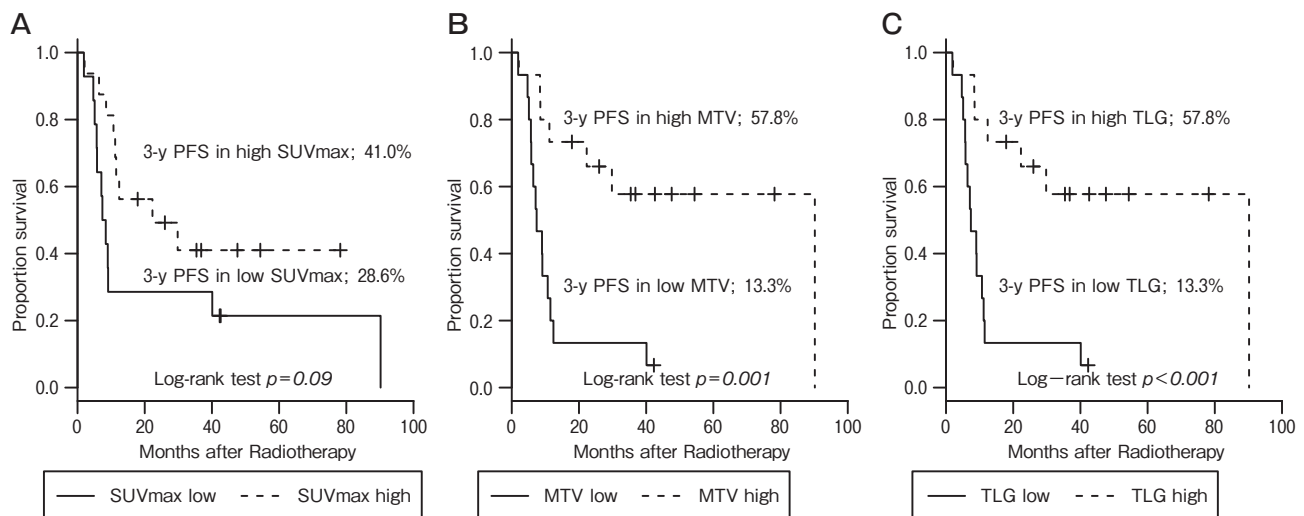 A
1.0
0.8
0.6
0.4
0.2
0.0
Proportion survival
3-y PFS in high SUVmax; 41.0%
3-y PFS in low SUVmax; 28.6%
Log-rank test p=0.09
0 20 40 60 80 100
Months after Radiotherapy
SUVmax low SUVmax high
B
1.0
0.8
0.6
0.4
0.2
0.0
Proportion survival
3-y PFS in high MTV; 57.8%
3-y PFS in low MTV; 13.3%
Log-rank test p=0.001
0 20 40 60 80 100
Months after Radiotherapy
MTV low MTV high
C
1.0
0.8
0.6
0.4
0.2
0.0
Proportion survival
3-y PFS in high TLG; 57.8%
3-y PFS in low TLG; 13.3%
Log−rank test p<0.001
0 20 40 60 80 100
Months after Radiotherapy
TLG low TLG high